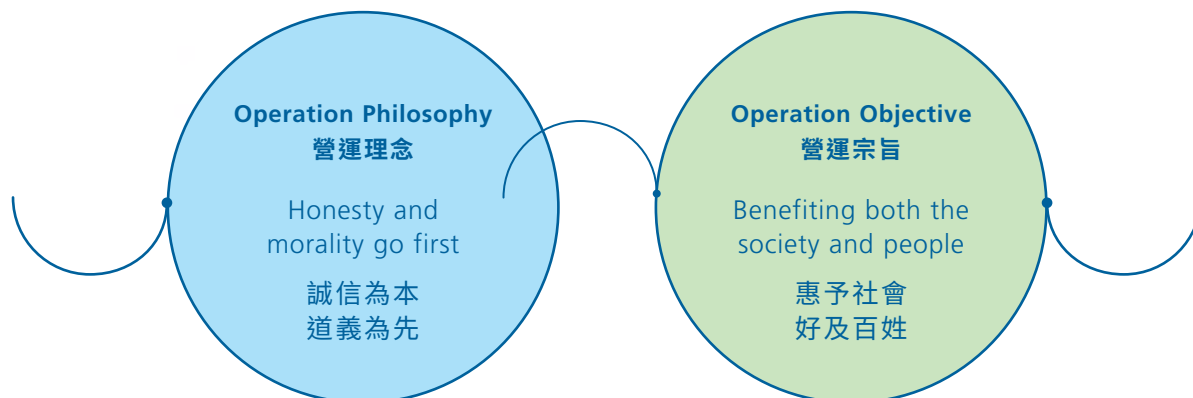 Operation Philosophy
營運理念
Honesty and
morality go first
誠信為本
道義為先
Operation Objective
營運宗旨
Benefiting both the
society and people
惠予社會
好及百姓